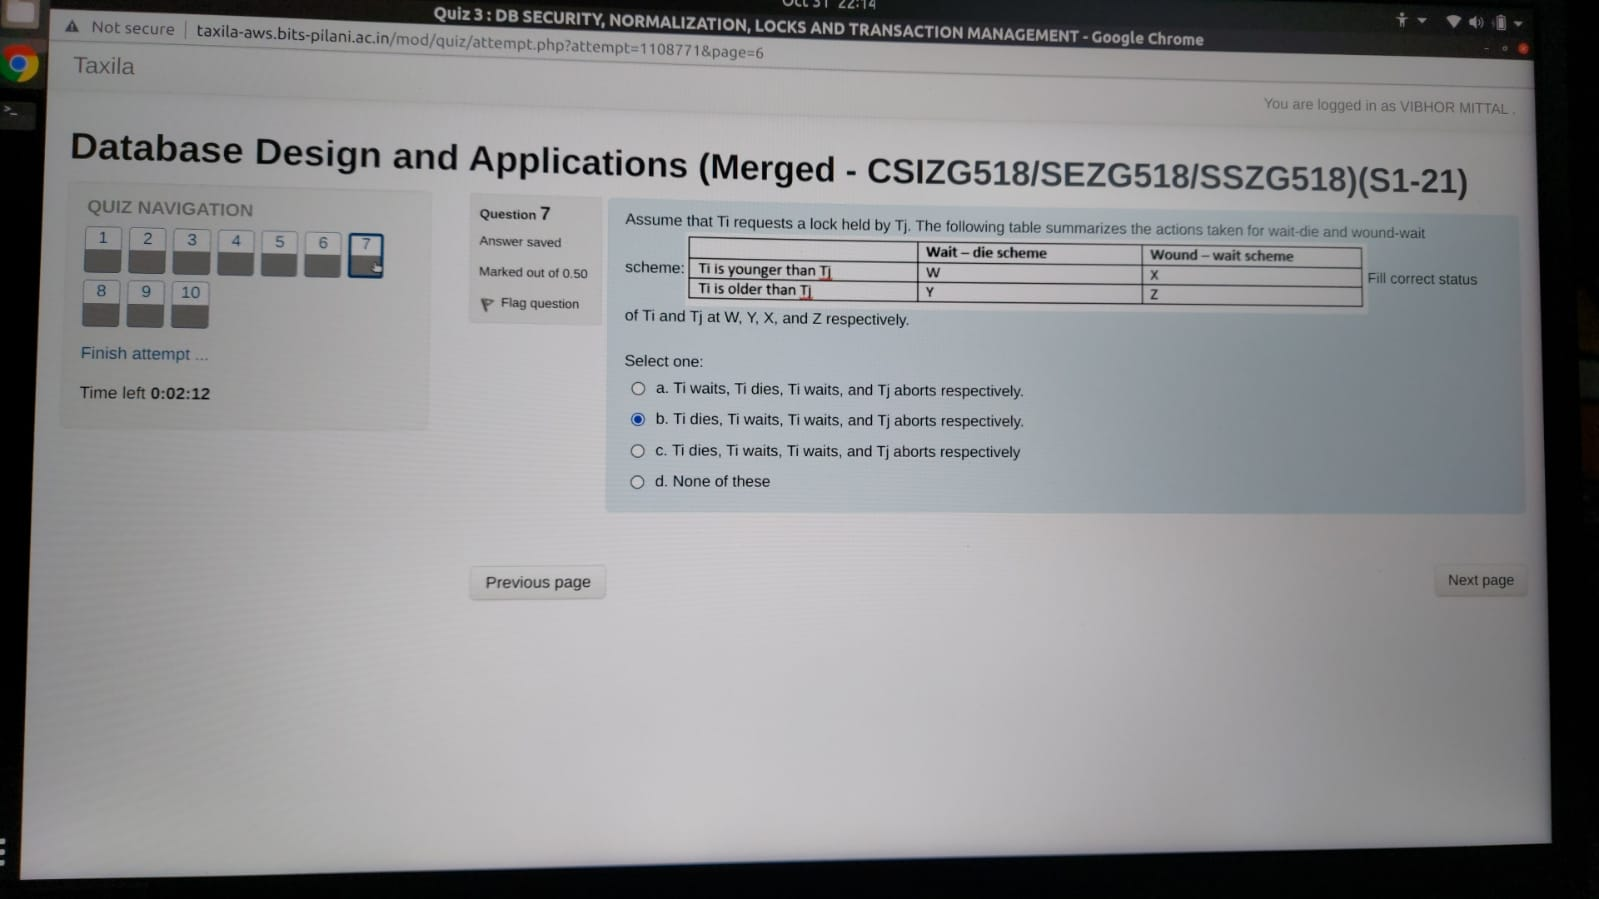 Oct 31 22:14
Quiz 3 : DB SECURITY, NORMALIZATION, LOCKS AND TRANSACTION MANAGEMENT - Google Chrome
Not secure | taxila-aws.bits-pilani.ac.in/mod/quiz/attempt.php?attempt=1108771&page=6
Taxila
You are logged in as VIBHOR MITTAL .
Database Design and Applications (Merged - CSIZG518/SEZG518/SSZG518)(S1-21)
QUIZ NAVIGATION
1 2 3 4 5 6 7
8 9 10
Finish attempt ...
Time left 0:02:12
Question 7
Answer saved
Marked out of 0.50
Flag question
Assume that Ti requests a lock held by Tj. The following table summarizes the actions taken for wait-die and wound-wait
scheme:
Wait – die scheme Wound – wait scheme
Ti is younger than Tj W X
Ti is older than Tj Y Z
Fill correct status
of Ti and Tj at W, Y, X, and Z respectively.
Select one:
a. Ti waits, Ti dies, Ti waits, and Tj aborts respectively.
b. Ti dies, Ti waits, Ti waits, and Tj aborts respectively.
c. Ti dies, Ti waits, Ti waits, and Tj aborts respectively
d. None of these
Previous page
Next page